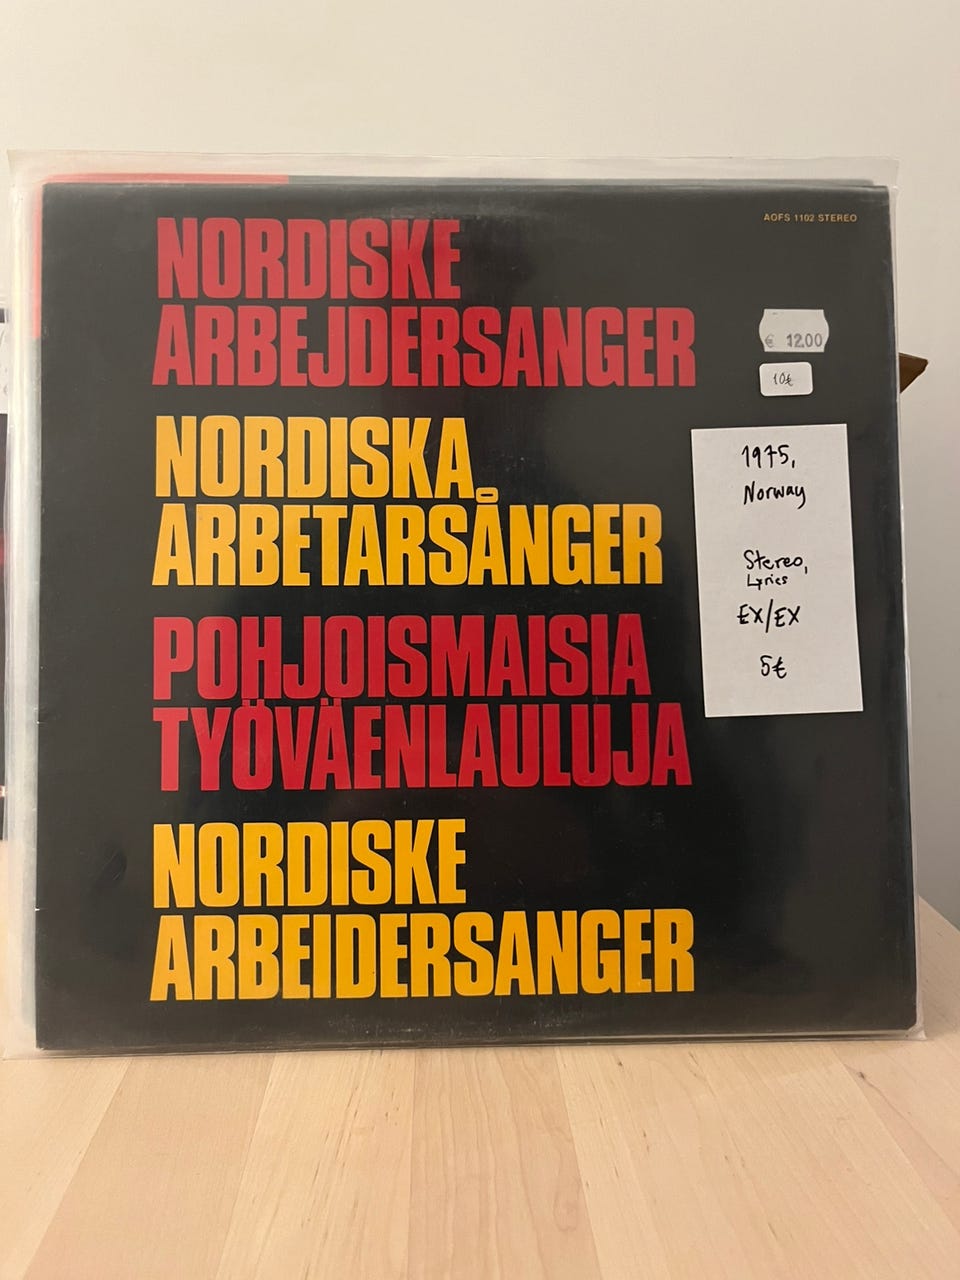 AOFS 1102 STEREO
NORDISKE
ARBEJDERSANGER
NORDISKA
ARBETARSÅNGER
POHJOISMAISIA
TYÖVÄENLAULUJA
NORDISKE
ARBEIDERSANGER
€ 12.00
10€
1975,
Norway
Stereo,
Lyrics
EX/EX
5€